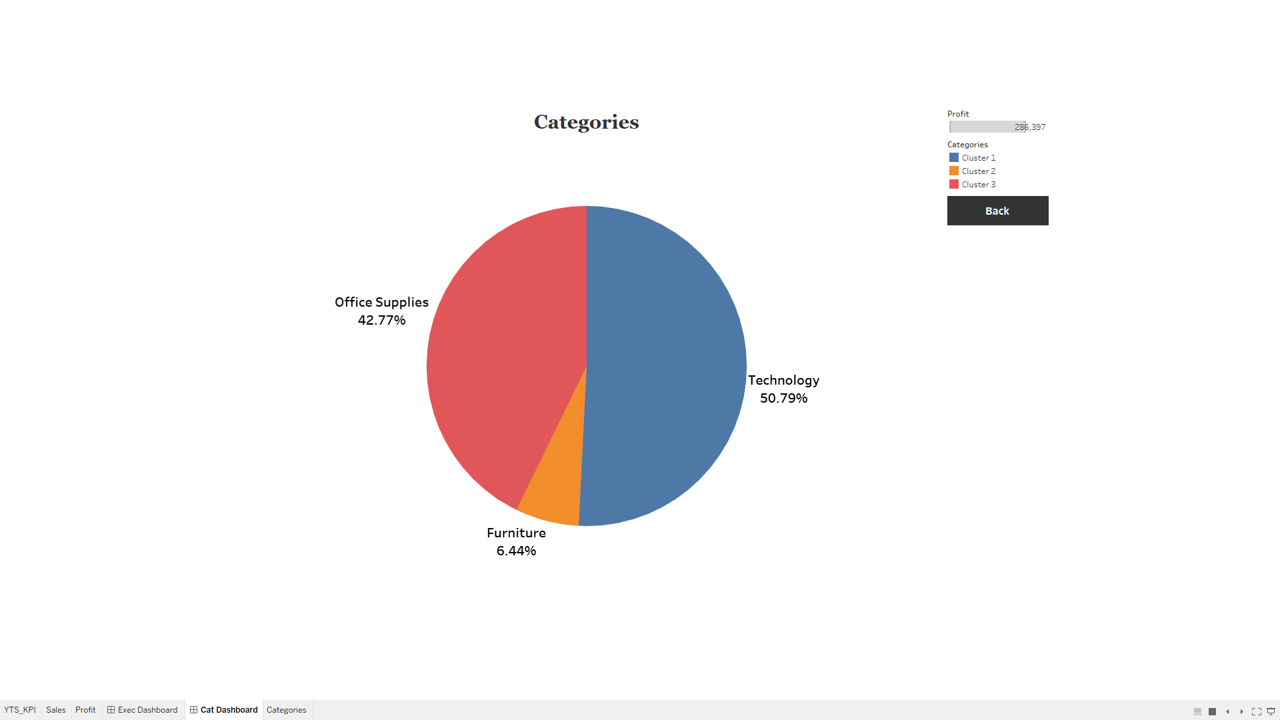 Categories
Profit
286,397
Categories
Cluster 1
Cluster 2
Cluster 3
Back
Office Supplies
42.77%
Technology
50.79%
Furniture
6.44%
YTS_KPI Sales Profit Exec Dashboard Cat Dashboard Categories